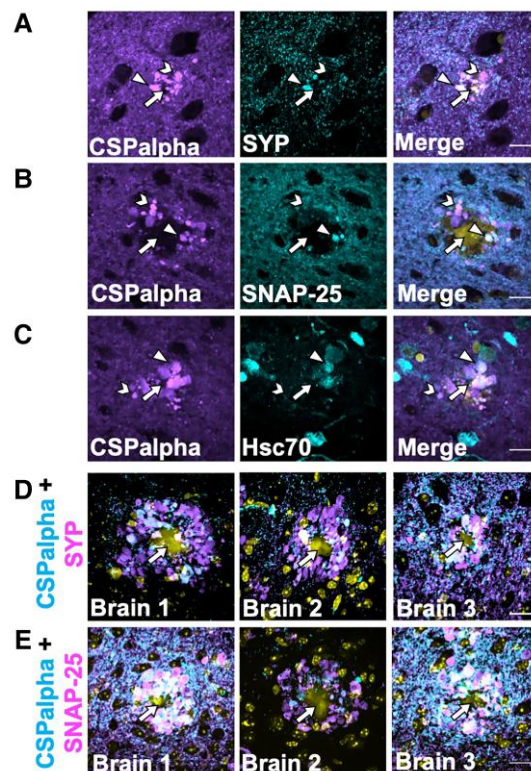 A
CSPalpha SYP Merge
B
CSPalpha SNAP-25 Merge
C
CSPalpha Hsc70 Merge
D
CSPalpha +
SYP
Brain 1 Brain 2 Brain 3
E
CSPalpha +
SNAP-25
Brain 1 Brain 2 Brain 3